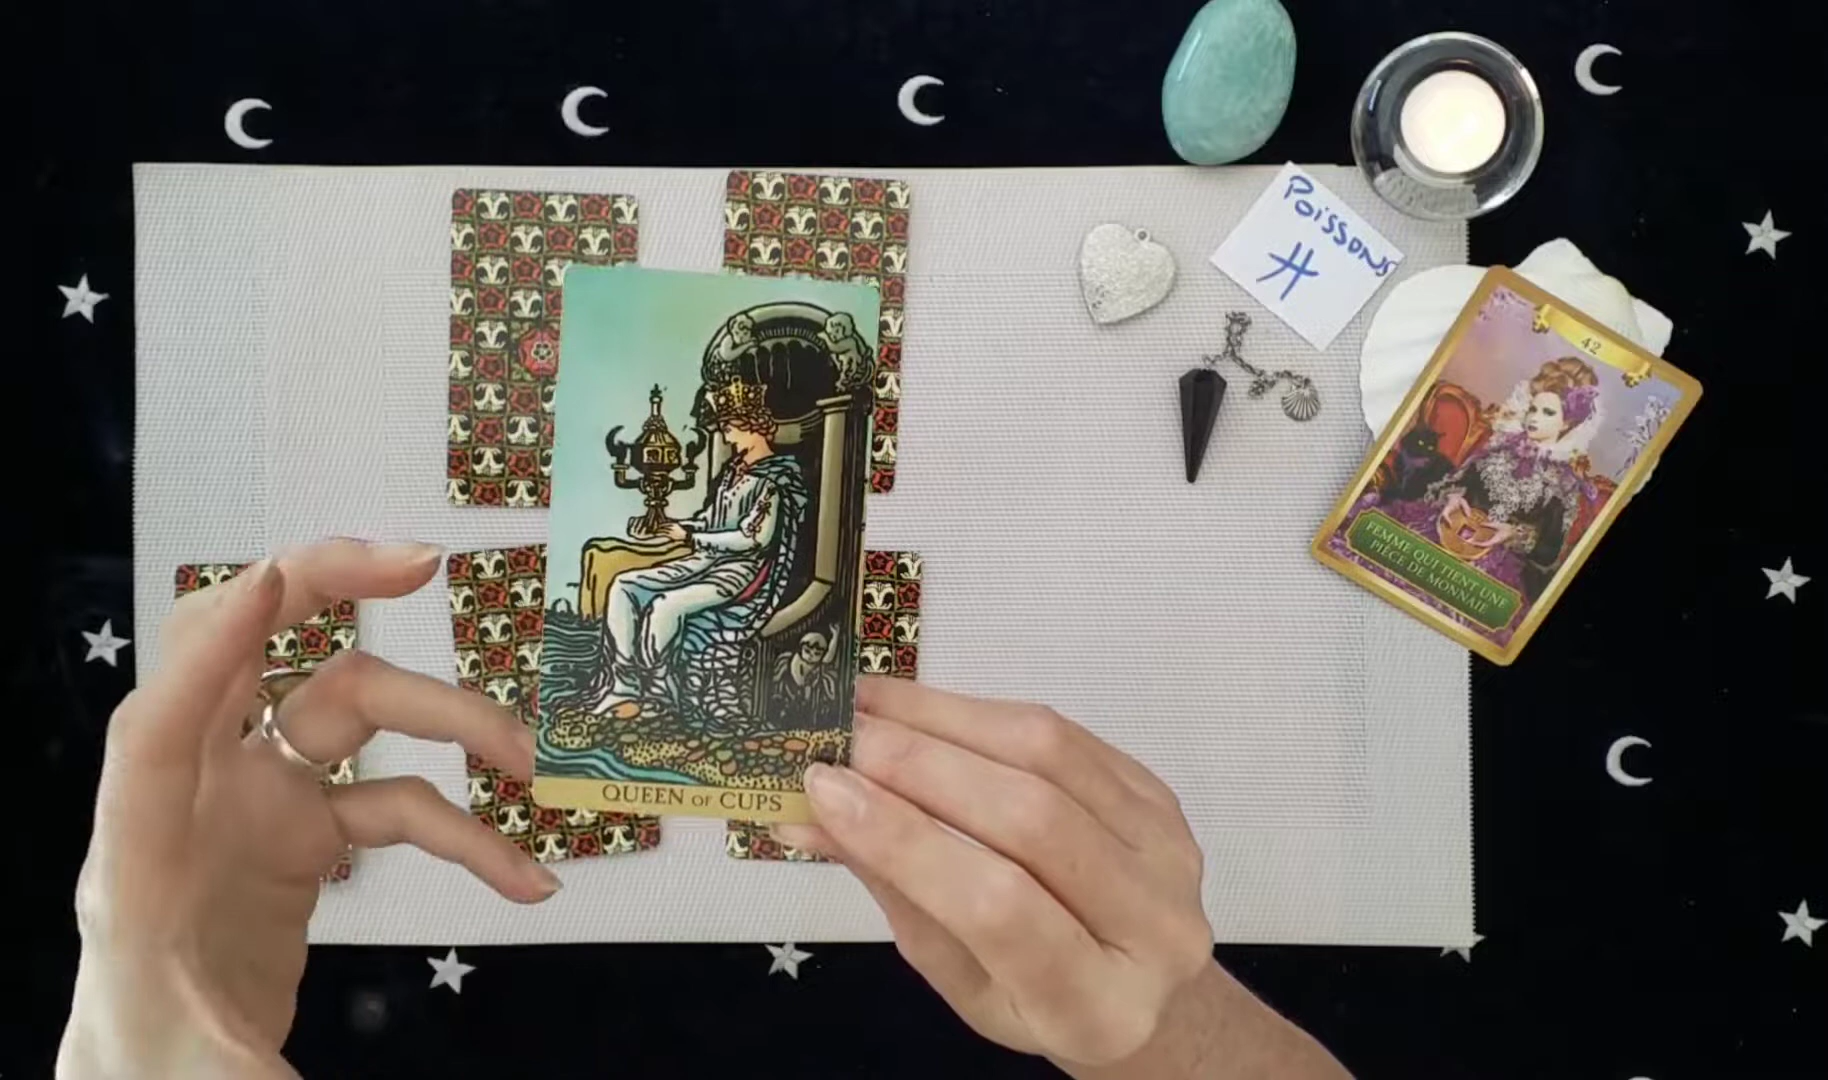 Poissons
H
42
FEMME QUI TIENT UNE
PIÈCE DE MONNAIE
QUEEN OF CUPS